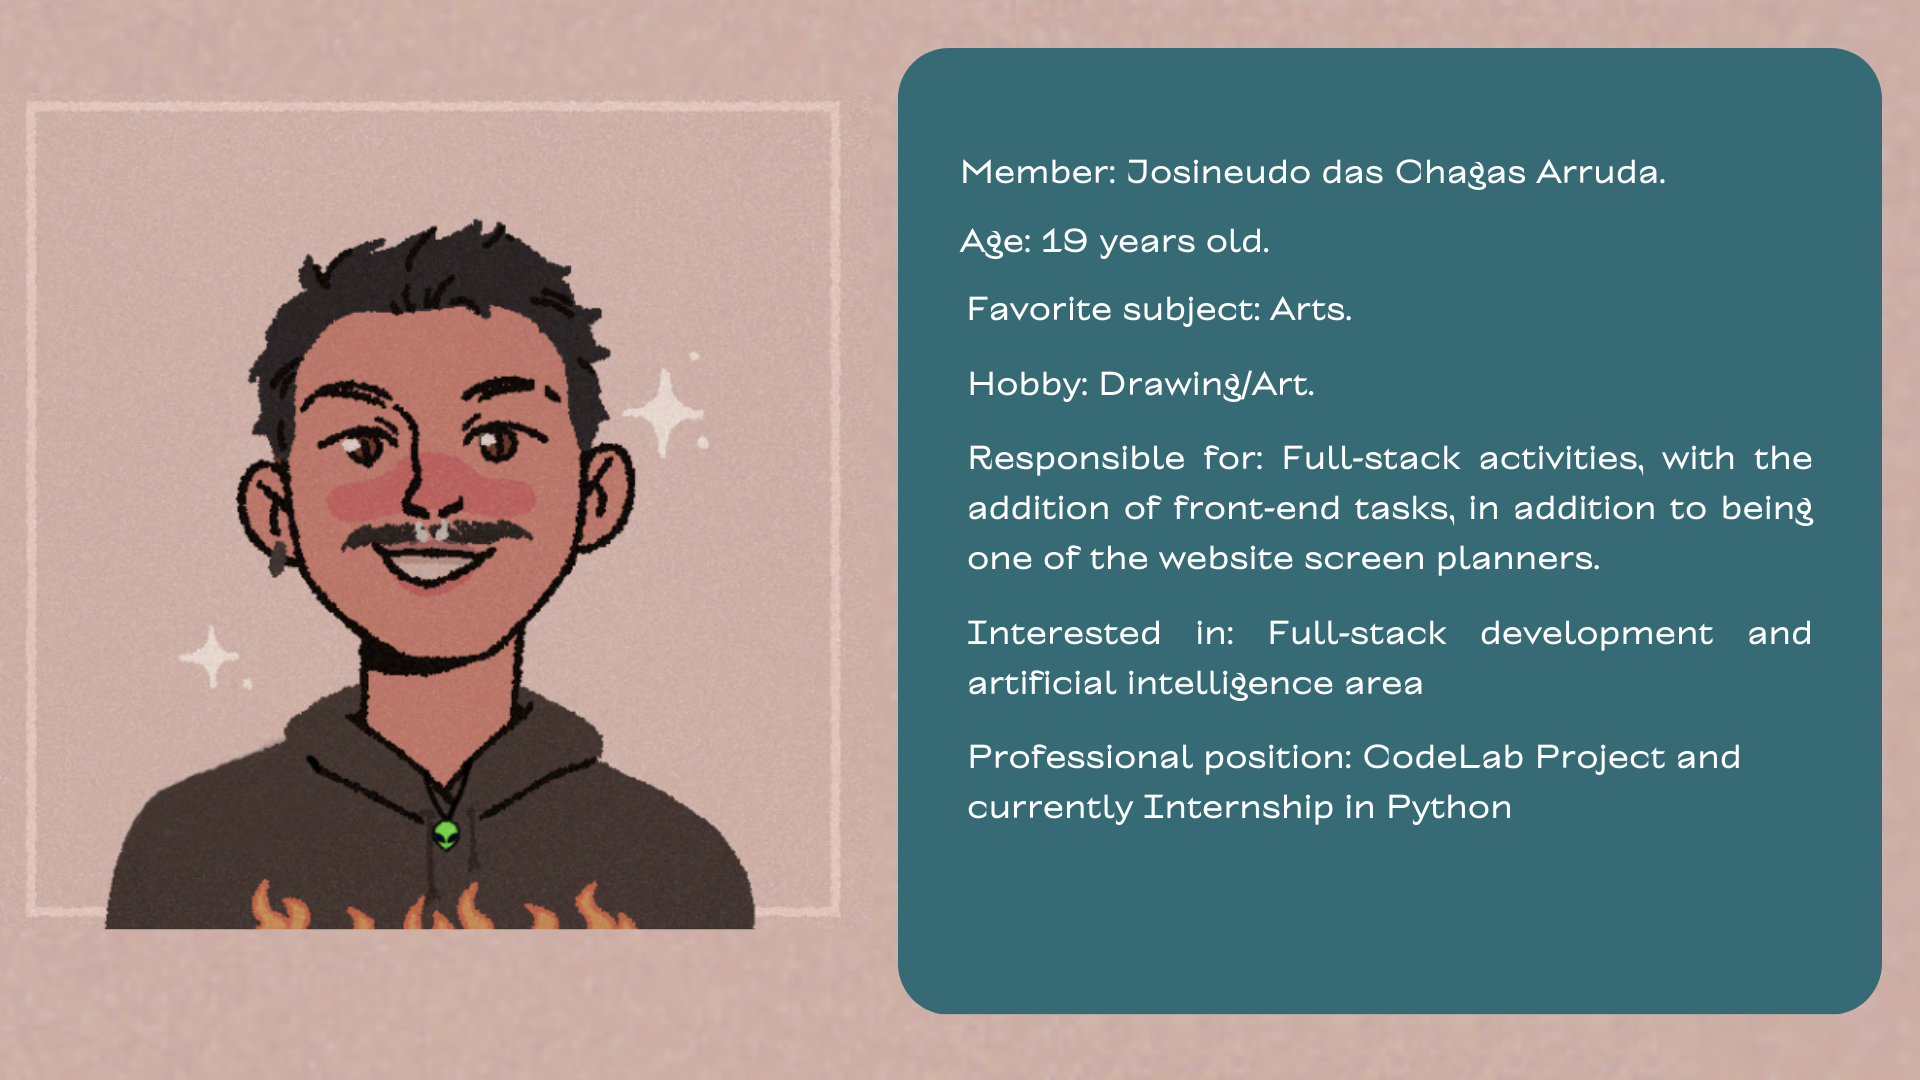 Member: Josineudo das Chagas Arruda.
Age: 19 years old.
Favorite subject: Arts.
Hobby: Drawing/Art.
Responsible for: Full-stack activities, with the
addition of front-end tasks, in addition to being
one of the website screen planners.
Interested in: Full-stack development and
artificial intelligence area
Professional position: CodeLab Project and
currently Internship in Python